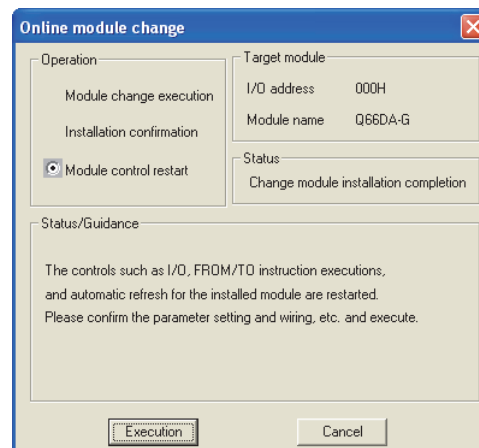 Online module change
Operation
Module change execution
Installation confirmation
Module control restart
Target module
I/O address 000H
Module name Q66DA-G
Status
Change module installation completion
Status/Guidance
The controls such as I/O, FROM/TO instruction executions,
and automatic refresh for the installed module are restarted.
Please confirm the parameter setting and wiring, etc. and execute.
Execution
Cancel